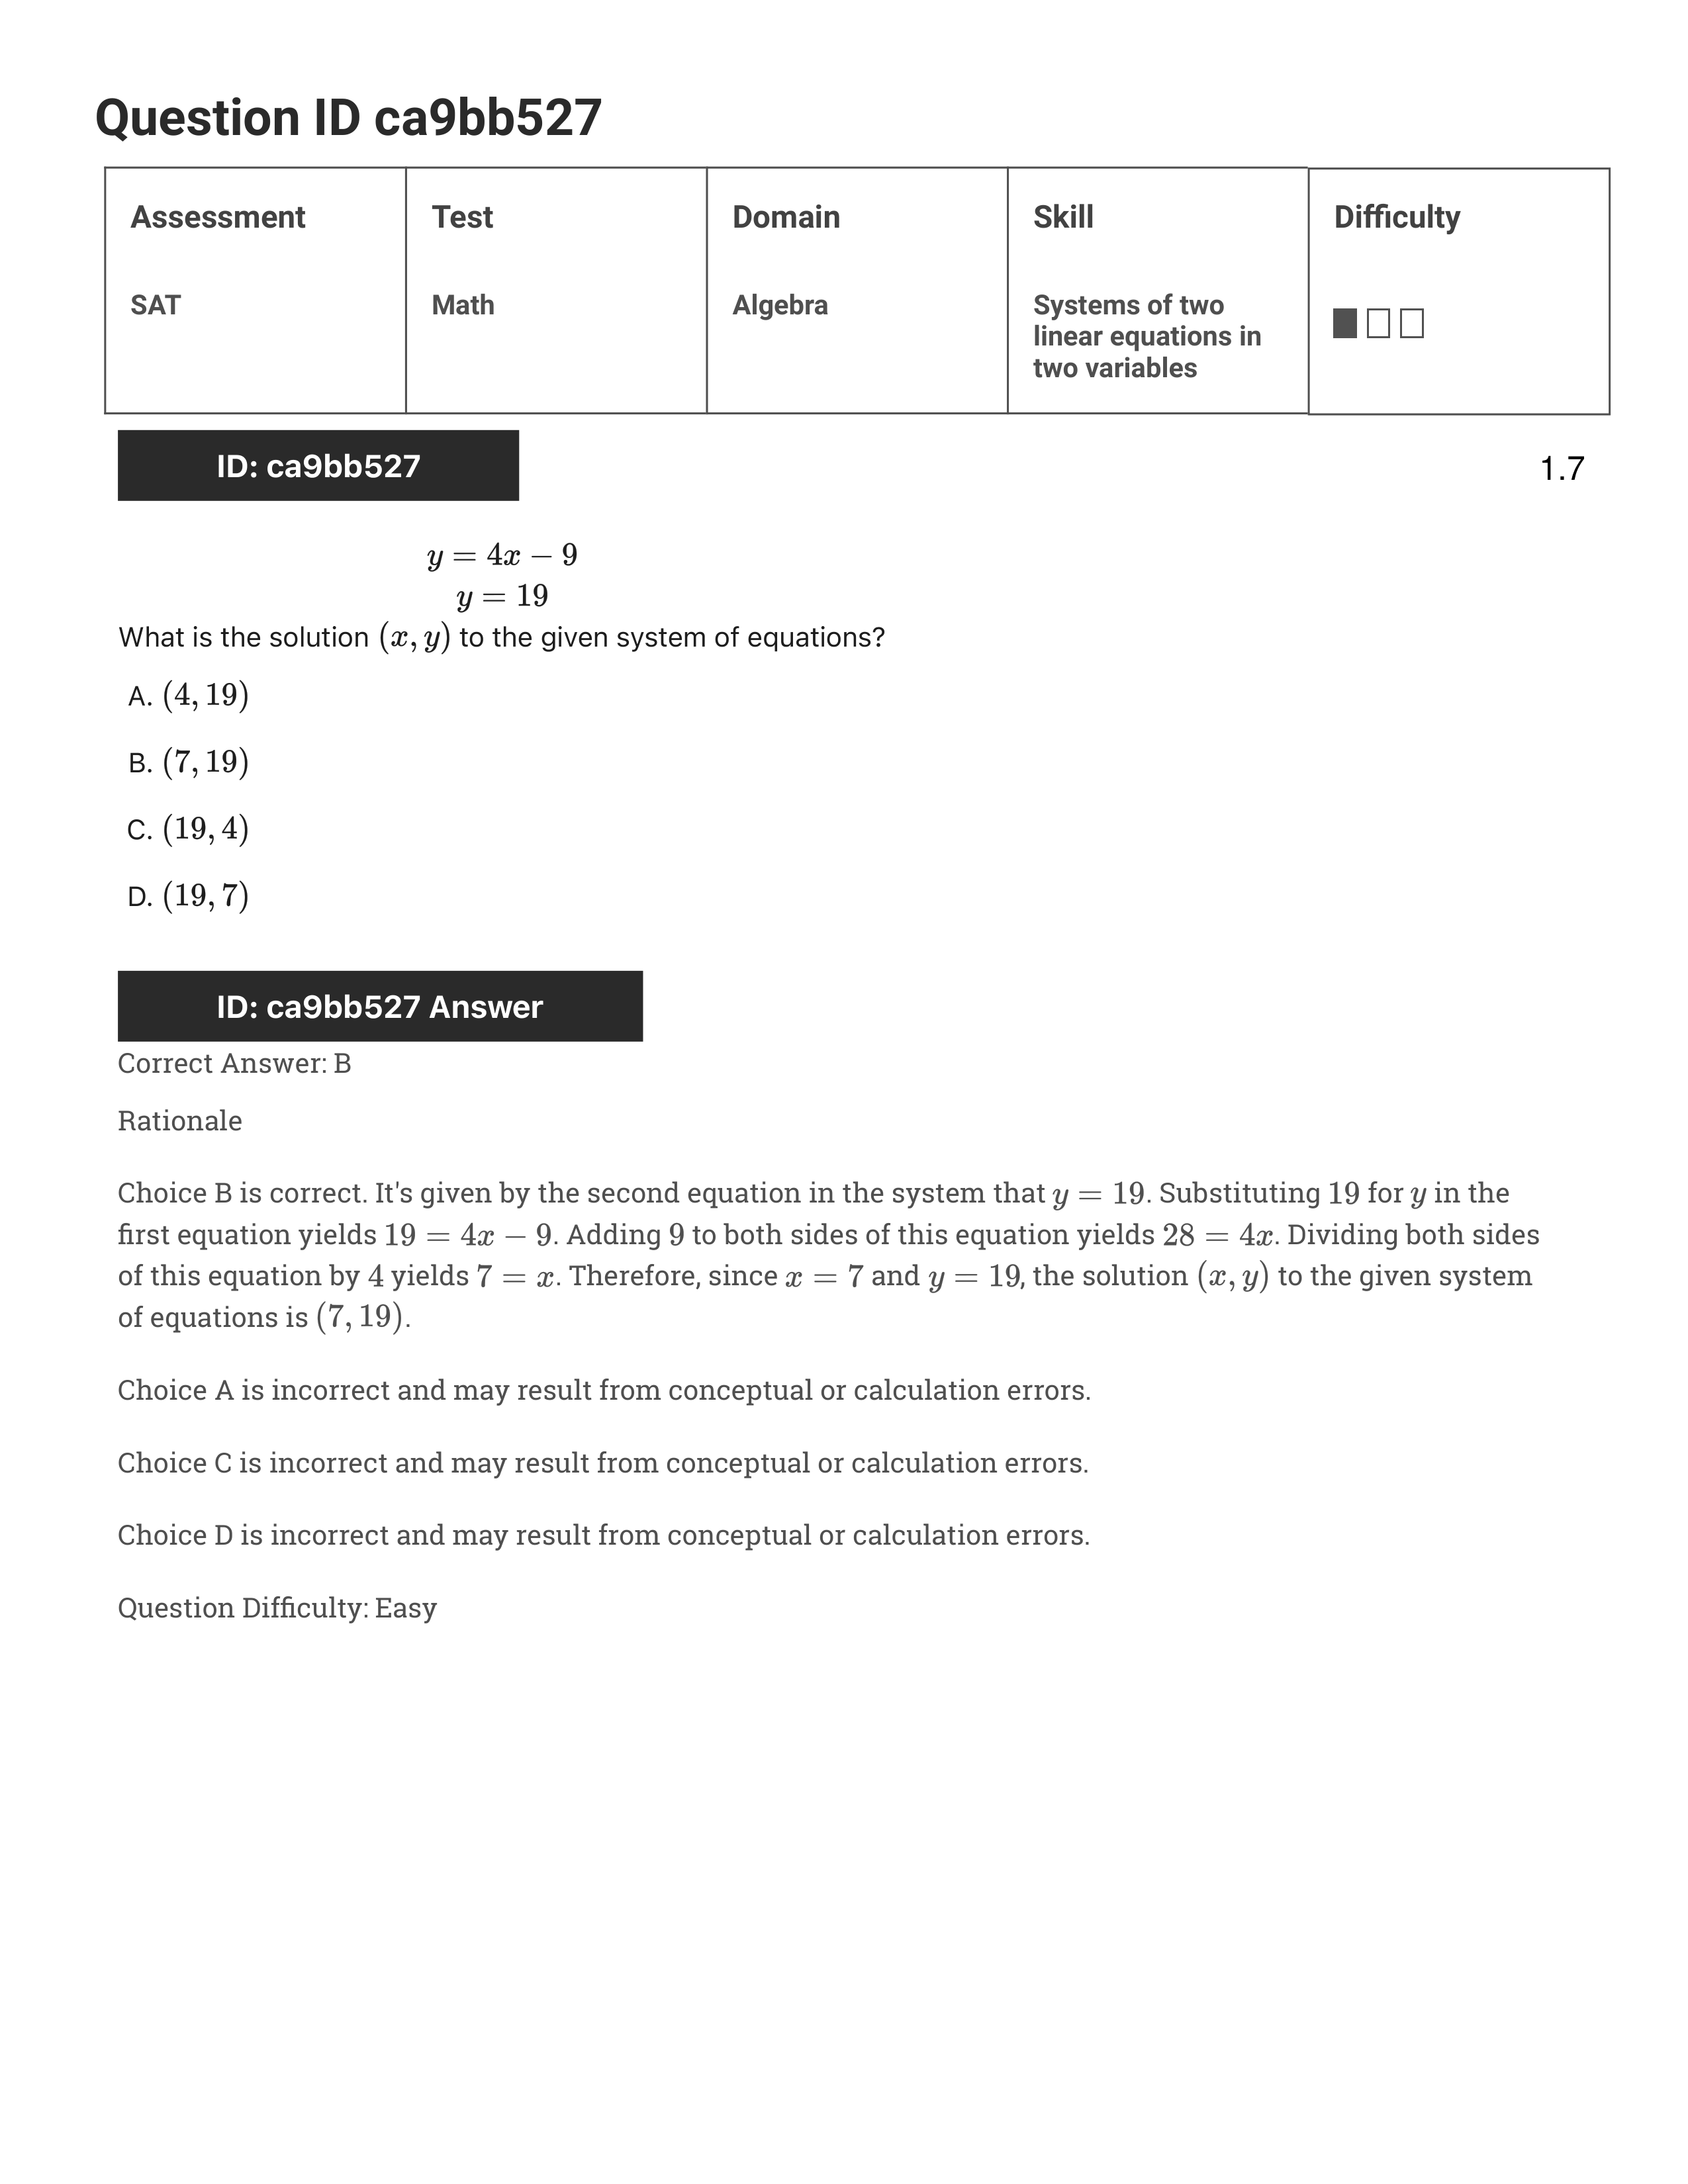 Question ID ca9bb527
Assessment Test Domain Skill Difficulty
SAT Math Algebra Systems of two
linear equations in
two variables
ID: ca9bb527
1.7
y = 4x − 9
y = 19
What is the solution (x, y) to the given system of equations?
A. (4, 19)
B. (7, 19)
C. (19, 4)
D. (19, 7)
ID: ca9bb527 Answer
Correct Answer: B
Rationale
Choice B is correct. It's given by the second equation in the system that y = 19. Substituting 19 for y in the
first equation yields 19 = 4x − 9. Adding 9 to both sides of this equation yields 28 = 4x. Dividing both sides
of this equation by 4 yields 7 = x. Therefore, since x = 7 and y = 19, the solution (x, y) to the given system
of equations is (7, 19).
Choice A is incorrect and may result from conceptual or calculation errors.
Choice C is incorrect and may result from conceptual or calculation errors.
Choice D is incorrect and may result from conceptual or calculation errors.
Question Difficulty: Easy